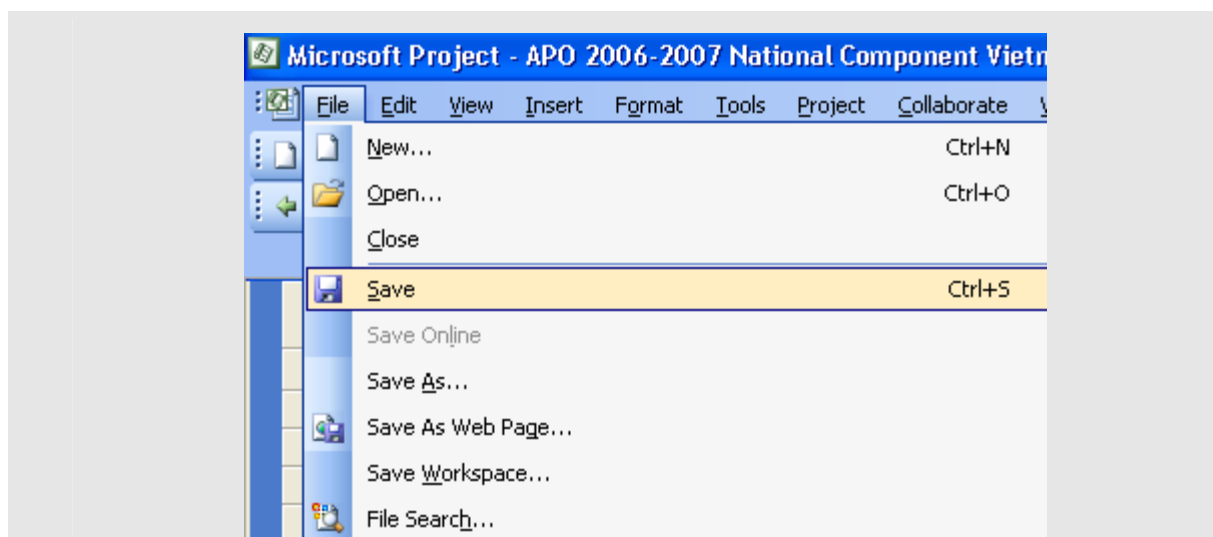 Microsoft Project - APO 2006-2007 National Component
File Edit View Insert Format Tools Project Collaborate
New... Ctrl+N
Open... Ctrl+O
Close
Save Ctrl+S
Save Online
Save As...
Save As Web Page...
Save Workspace...
File Search...